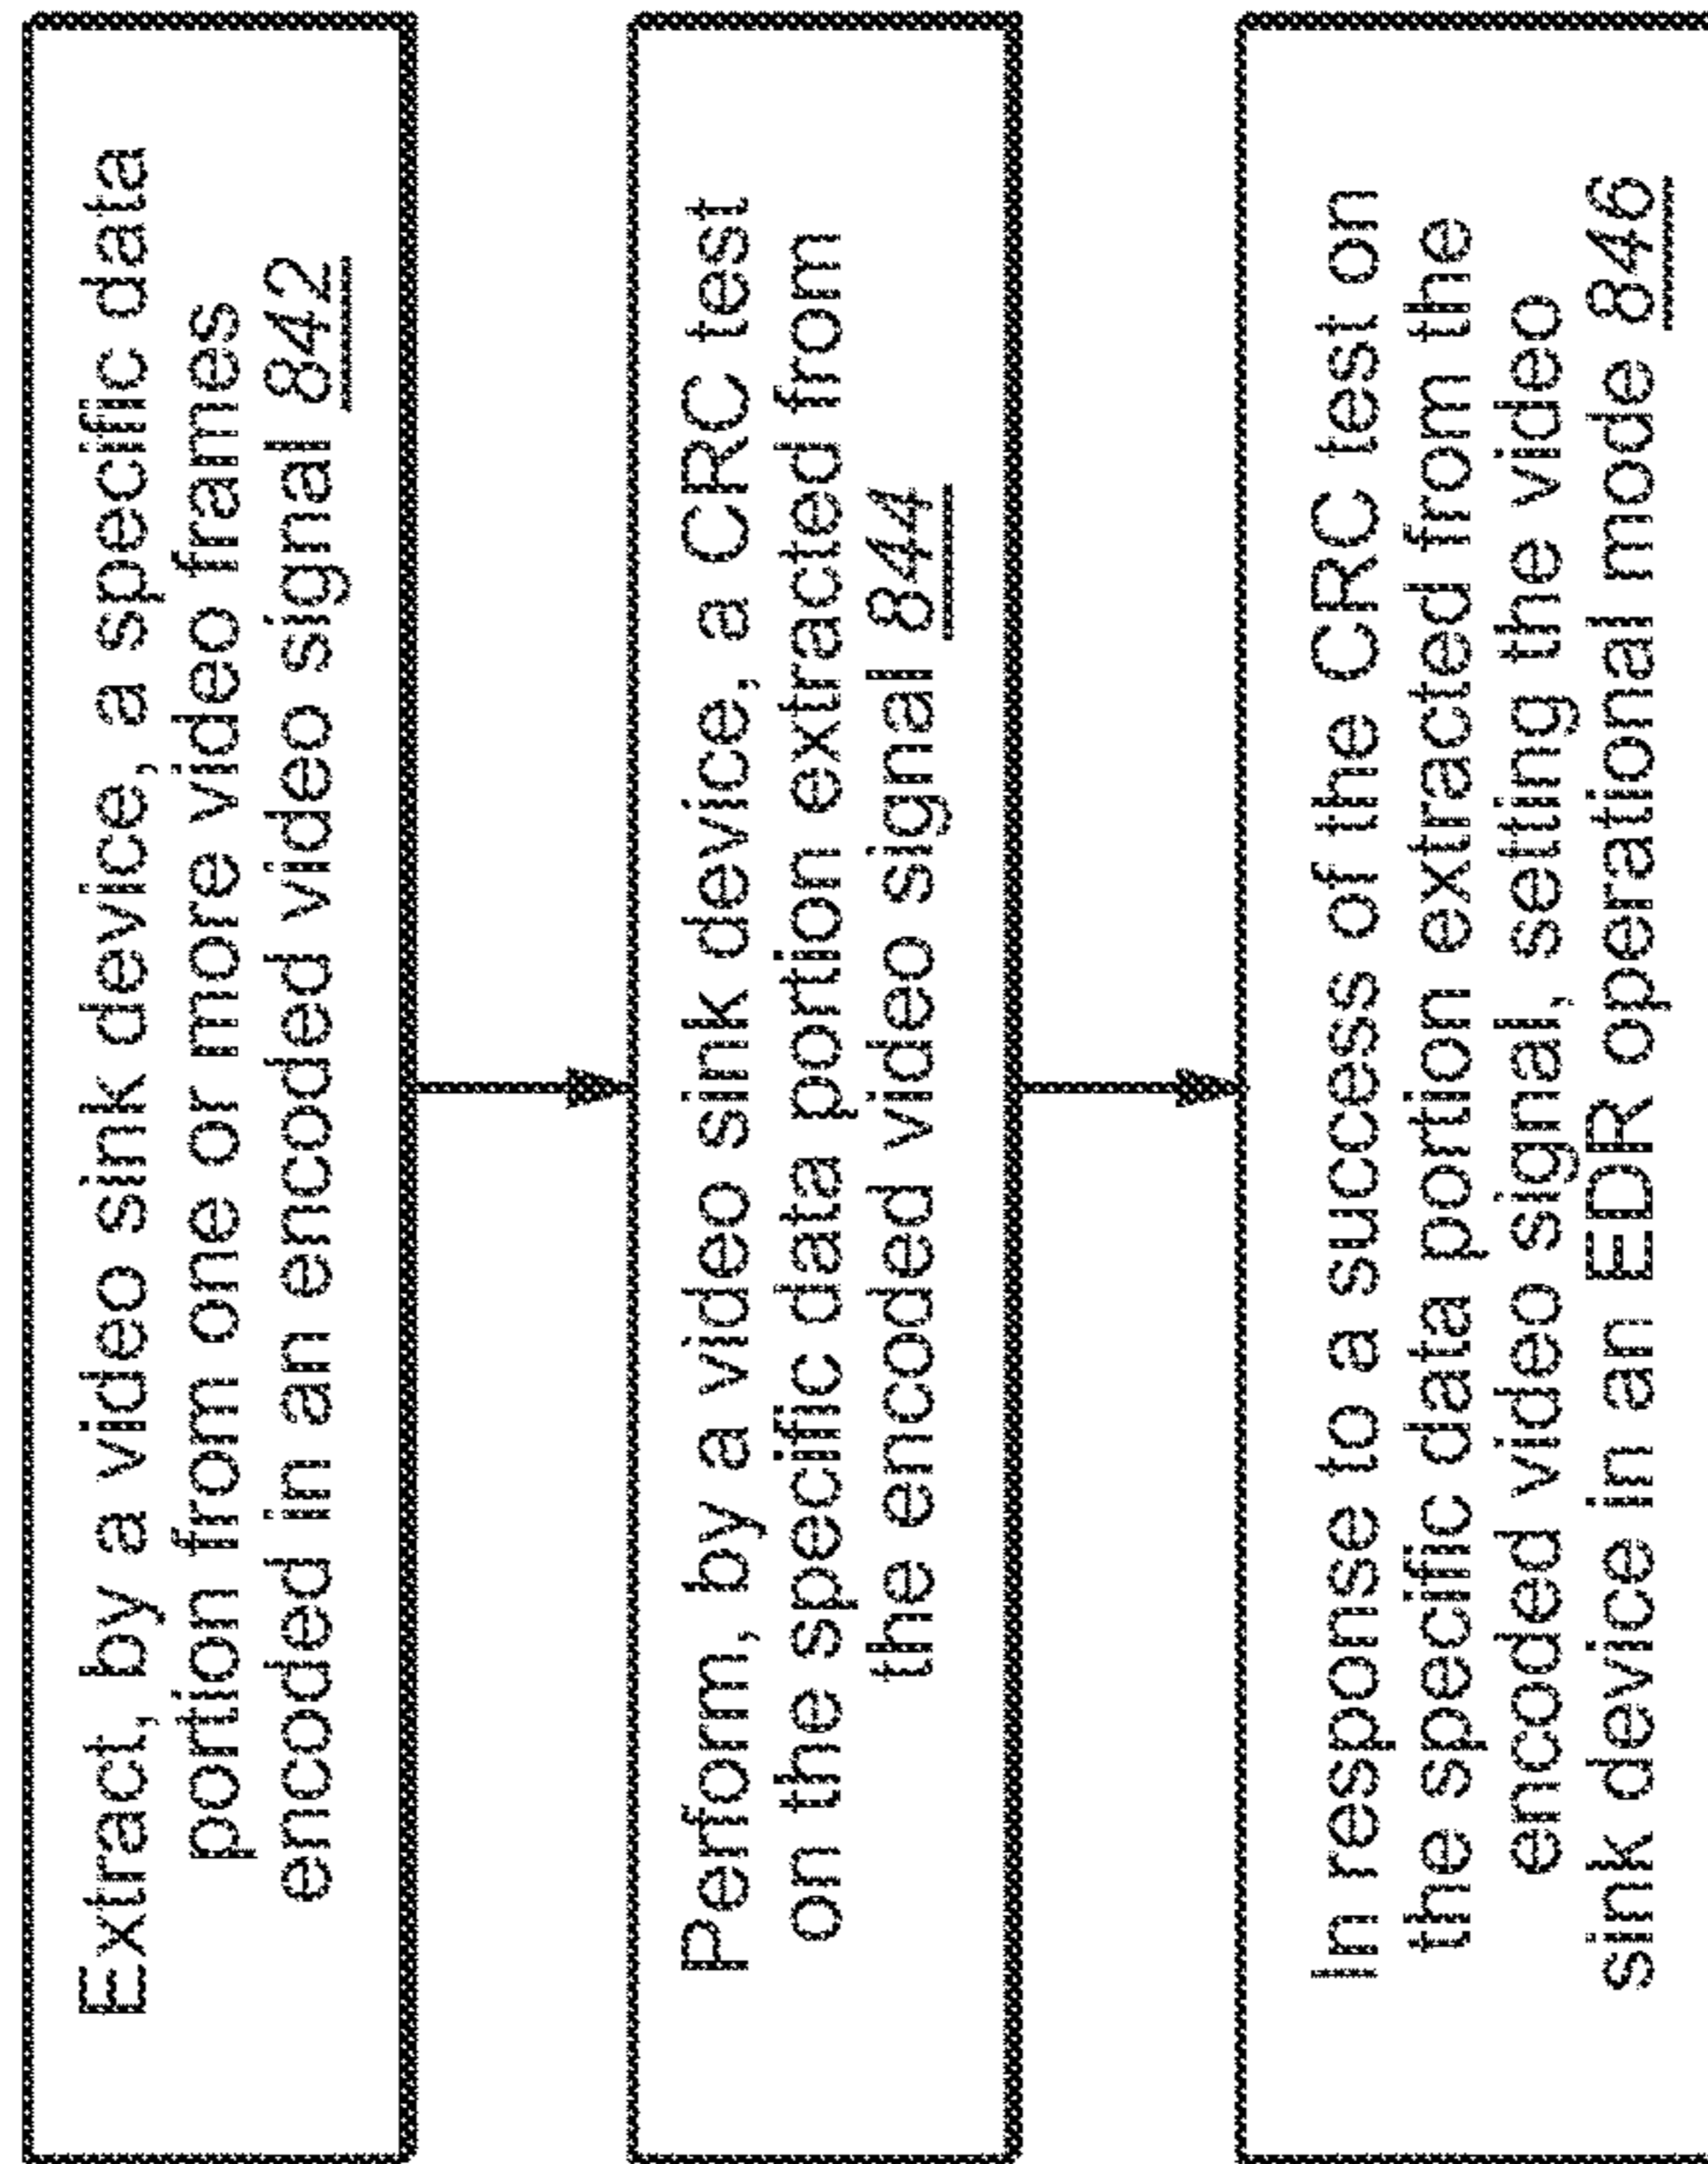 Extract, by a video sink device, a specific data
portion from one or more video frames
encoded in an encoded video signal 842
Perform, by a video sink device, a CRC test
on the specific data portion extracted from
the encoded video signal 844
In response to a success of the CRC test on
the specific data portion extracted from the
encoded video signal, setting the video
sink device in an EDR operational mode 846